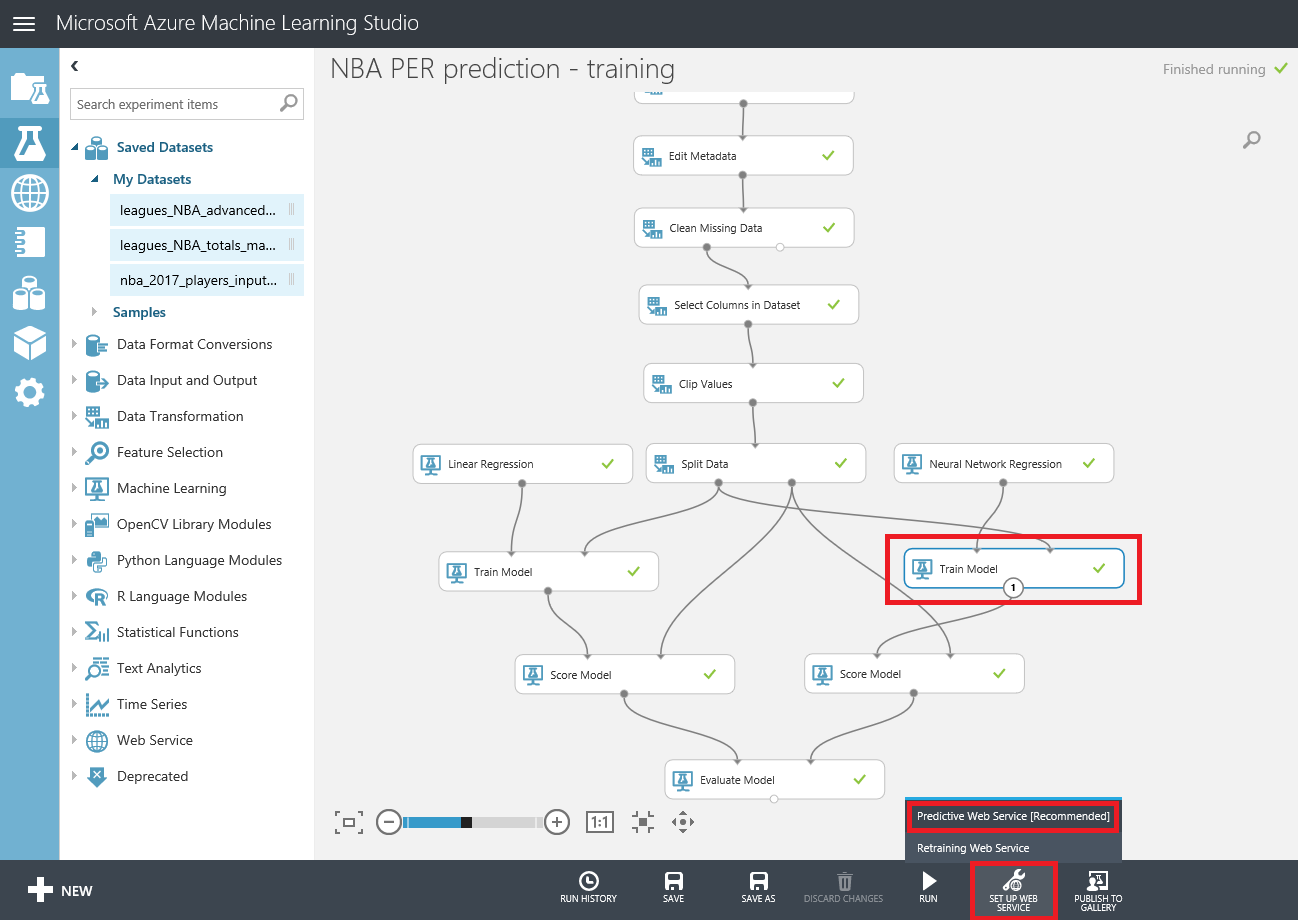 Microsoft Azure Machine Learning Studio
NBA PER prediction - training
Finished running
Search experiment items
Saved Datasets
My Datasets
leagues_NBA_advanced...
leagues_NBA_totals_ma...
nba_2017_players_input...
Samples
Data Format Conversions
Data Input and Output
Data Transformation
Feature Selection
Machine Learning
OpenCV Library Modules
Python Language Modules
R Language Modules
Statistical Functions
Text Analytics
Time Series
Web Service
Deprecated
Edit Metadata
Clean Missing Data
Select Columns in Dataset
Clip Values
Linear Regression
Split Data
Neural Network Regression
Train Model
Train Model
1
Score Model
Score Model
Evaluate Model
1:1
Predictive Web Service [Recommended]
Retraining Web Service
NEW
RUN HISTORY
SAVE
SAVE AS
DISCARD CHANGES
RUN
SET UP WEB
SERVICE
PUBLISH TO
GALLERY